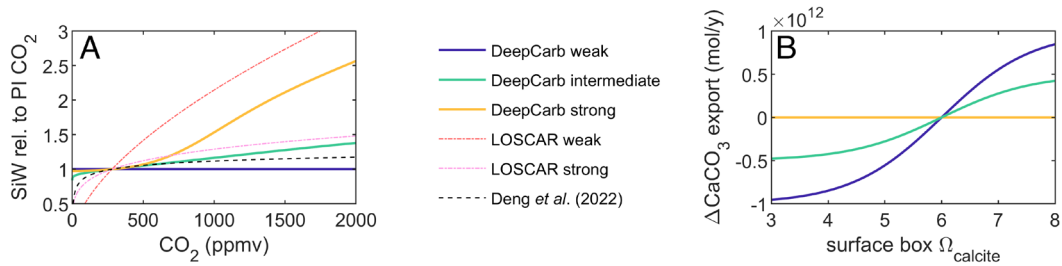 A
SiW rel. to PI CO2
3
2.5
2
1.5
1
0.5
0 500 1000 1500 2000
CO2 (ppmv)
DeepCarb weak
DeepCarb intermediate
DeepCarb strong
LOSCAR weak
LOSCAR strong
Deng et al. (2022)
×10^12
B
ΔCaCO3 export (mol/y)
1
0.5
0
-0.5
-1
3 4 5 6 7 8
surface box Ωcalcite